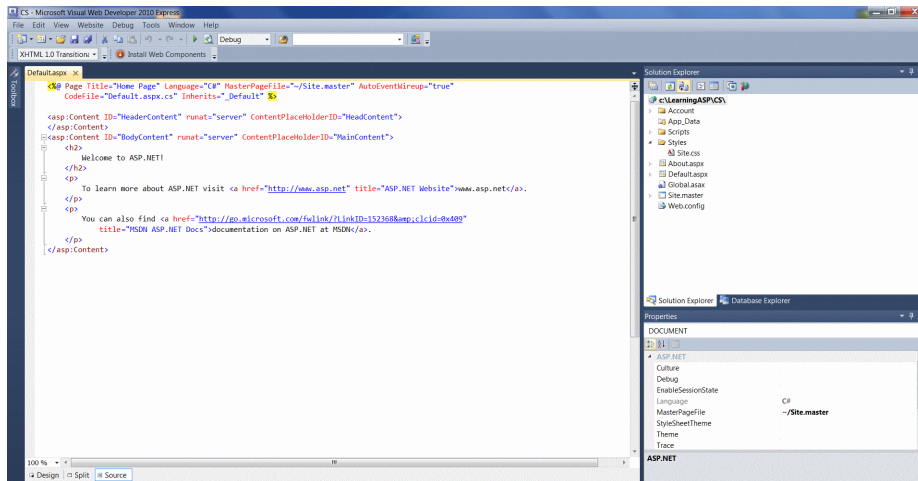 CS - Microsoft Visual Web Developer 2010 Express
File Edit View Website Debug Tools Window Help
Debug
XHTML 1.0 Transition: Install Web Components
Toolbox
Default.aspx
<%@ Page Title="Home Page" Language="C#" MasterPageFile="~/Site.master" AutoEventWireup="true"
CodeFile="Default.aspx.cs" Inherits="_Default" %>
<asp:Content ID="HeaderContent" runat="server" ContentPlaceHolderID="HeadContent">
</asp:Content>
<asp:Content ID="BodyContent" runat="server" ContentPlaceHolderID="MainContent">
<h2>
Welcome to ASP.NET!
</h2>
<p>
To learn more about ASP.NET visit <a href="http://www.asp.net" title="ASP.NET Website">www.asp.net</a>.
</p>
<p>
You can also find <a href="http://go.microsoft.com/fwlink/?LinkID=152368&amp;clcid=0x409"
title="MSDN ASP.NET Docs">documentation on ASP.NET at MSDN</a>.
</p>
</asp:Content>
100 %
Design Split Source
Solution Explorer
c:\LearningASP\CS\
Account
App_Data
Scripts
Styles
Site.css
About.aspx
Default.aspx
Global.asax
Site.master
Web.config
Solution Explorer Database Explorer
Properties
DOCUMENT
ASP.NET
Culture
Debug
EnableSessionState
Language C#
MasterPageFile ~/Site.master
StyleSheetTheme
Theme
Trace
ASP.NET